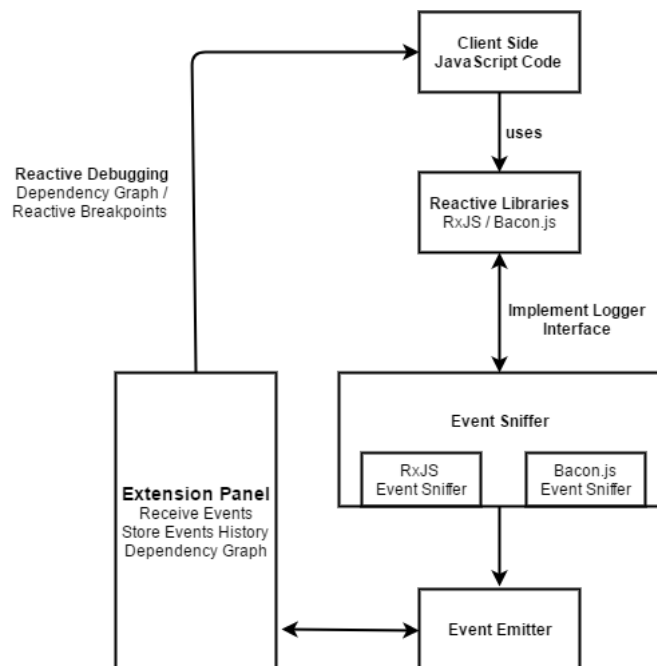 Client Side
JavaScript Code
uses
Reactive Debugging
Dependency Graph /
Reactive Breakpoints
Reactive Libraries
RxJS / Bacon.js
Implement Logger
Interface
Event Sniffer
RxJS
Event Sniffer
Bacon.js
Event Sniffer
Extension Panel
Receive Events
Store Events History
Dependency Graph
Event Emitter